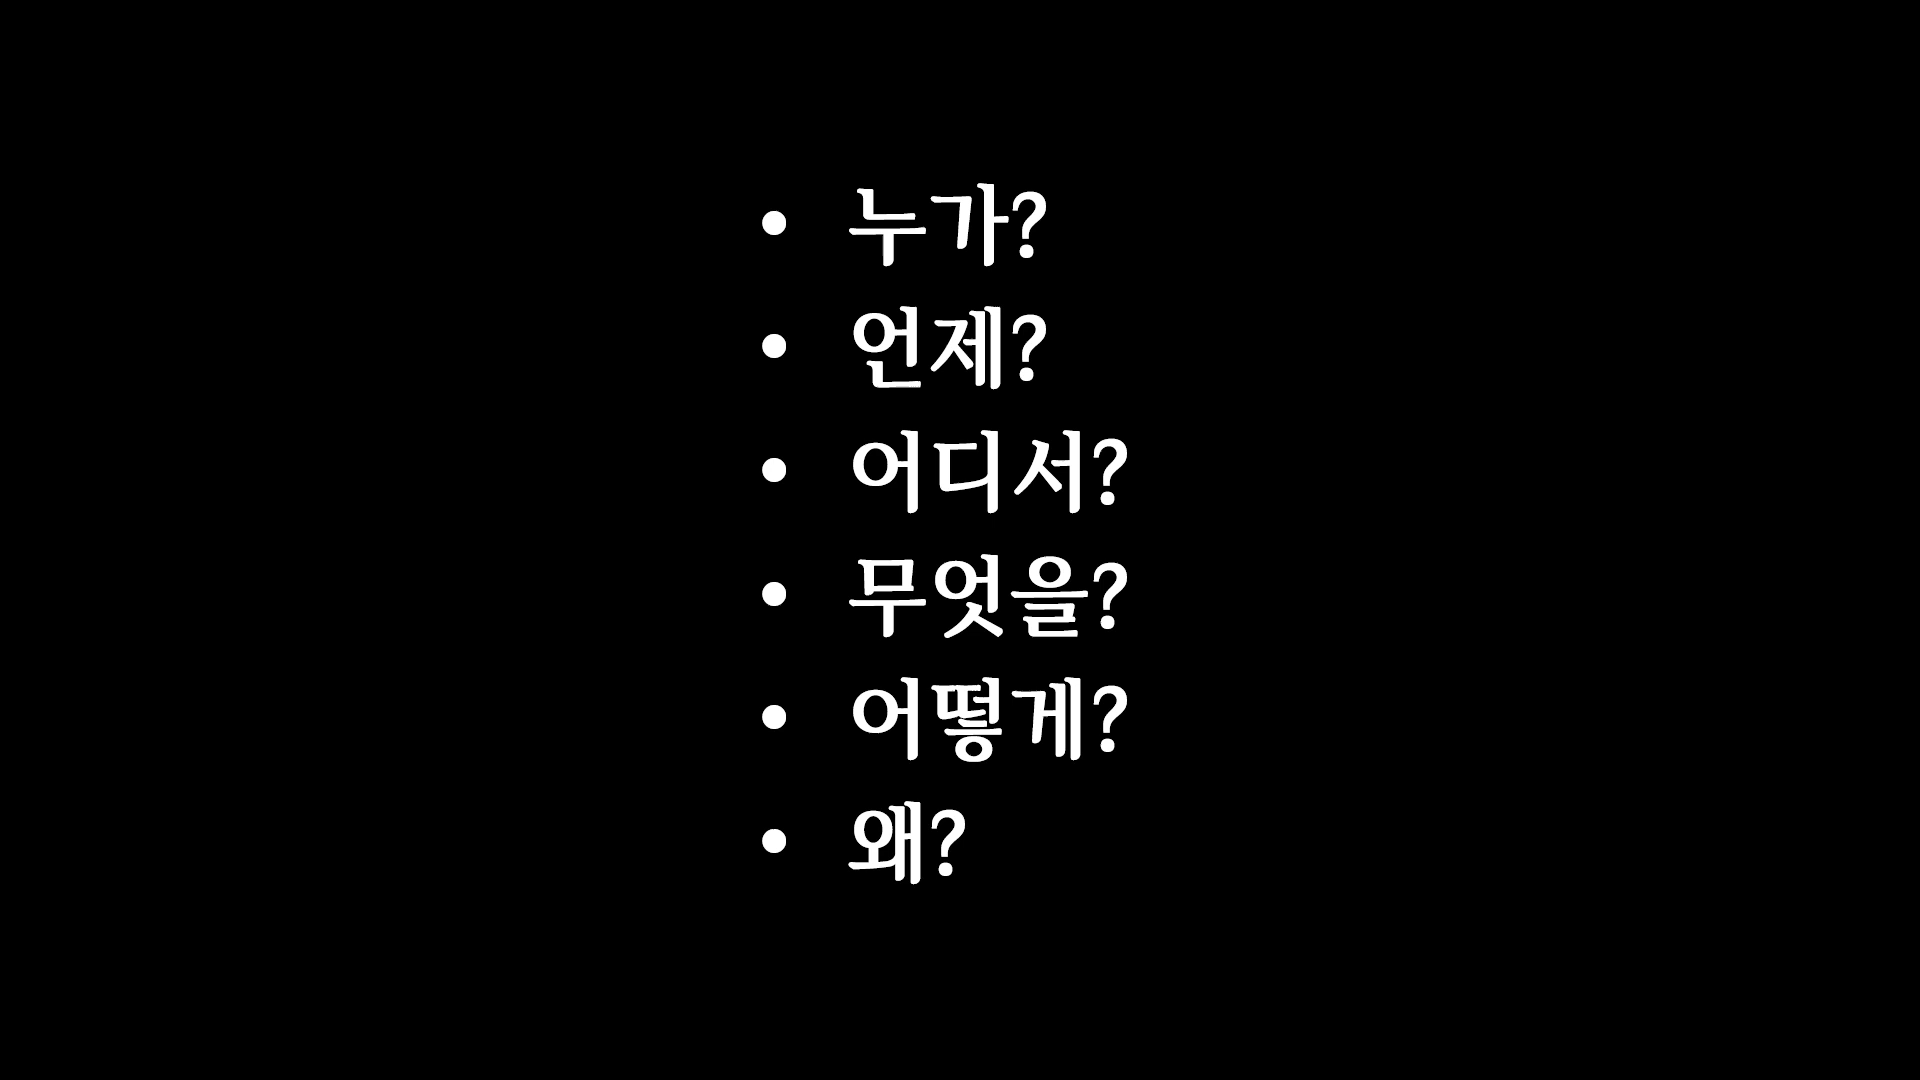 • 누가?
• 언제?
• 어디서?
• 무엇을?
• 어떻게?
• 왜?